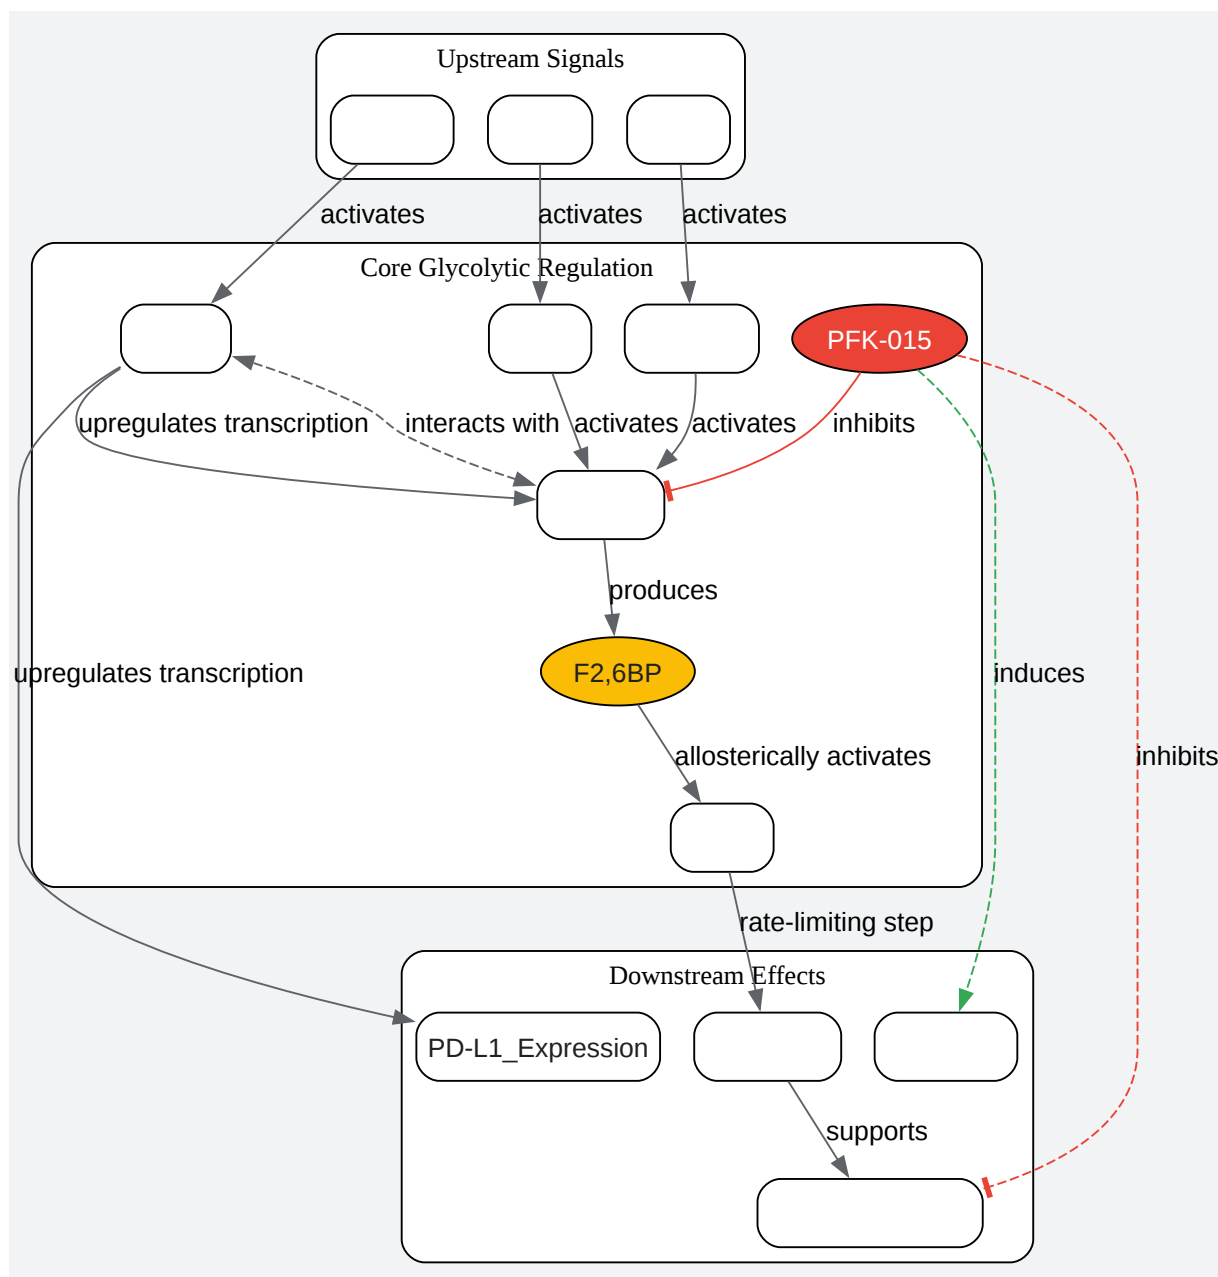 Upstream Signals
activates
activates
activates
Core Glycolytic Regulation
PFK-015
upregulates transcription
interacts with
activates
activates
inhibits
produces
upregulates transcription
F2,6BP
induces
allosterically activates
inhibits
rate-limiting step
Downstream Effects
PD-L1_Expression
supports